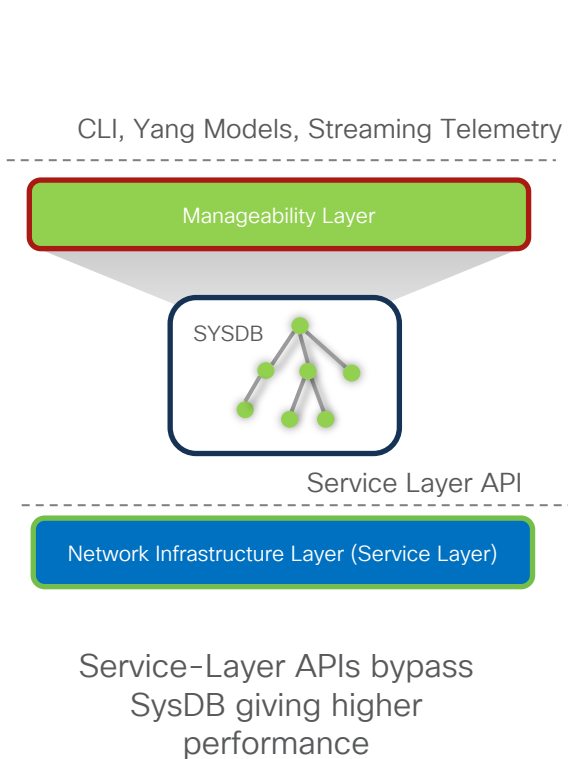 CLI, Yang Models, Streaming Telemetry
Manageability Layer
SYSDB
Service Layer API
Network Infrastructure Layer (Service Layer)
Service-Layer APIs bypass
SysDB giving higher
performance